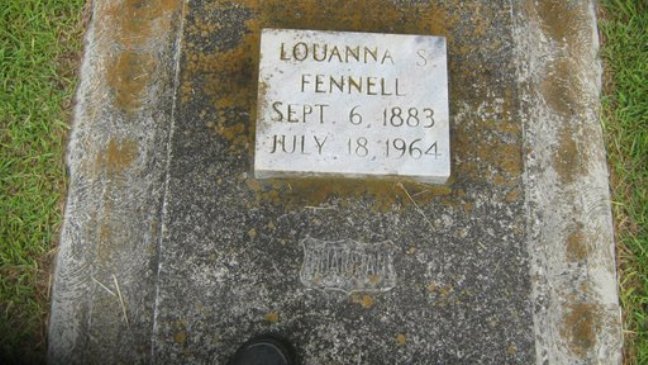 LOUANNA S.
FENNELL
SEPT. 6, 1883
JULY 18, 1964